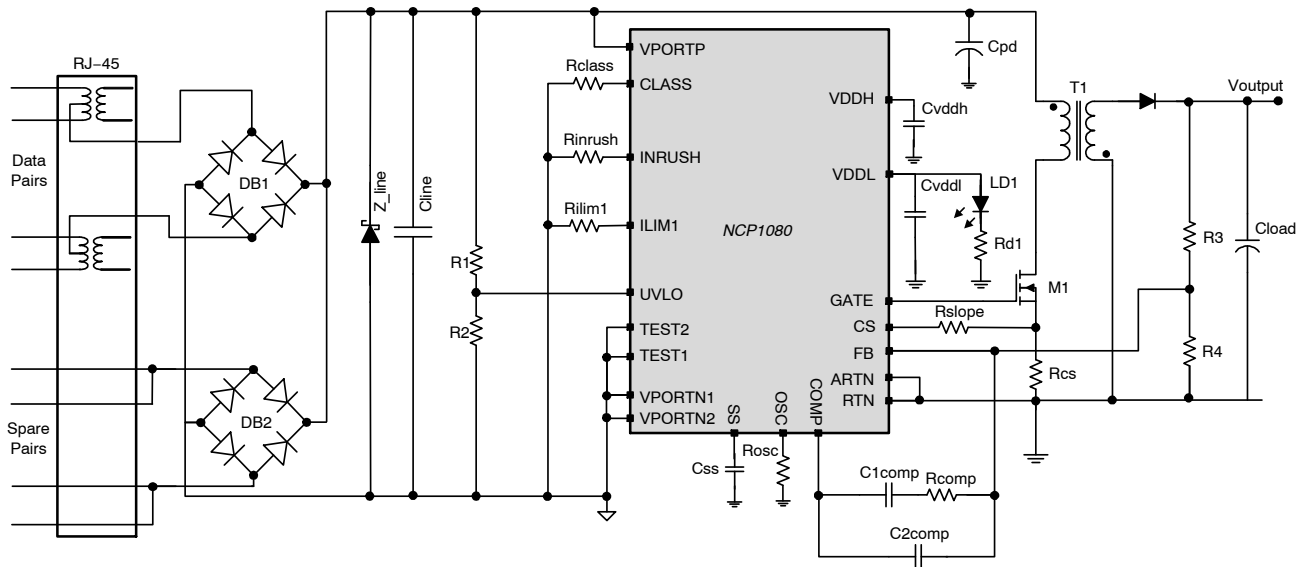 RJ−45
Data
Pairs
Spare
Pairs
DB1
DB2
Z_line
Cline
R1
R2
Rclass
Rinrush
Rilim1
VPORTP
CLASS
INRUSH
ILIM1
UVLO
TEST2
TEST1
VPORTN1
VPORTN2
NCP1080
VDDH
VDDL
GATE
CS
FB
ARTN
RTN
SS
OSC
COMP
Css
Rosc
C1comp
Rcomp
C2comp
Cvddh
Cvddl
LD1
Rd1
Cpd
T1
M1
Rslope
Rcs
Voutput
R3
R4
Cload